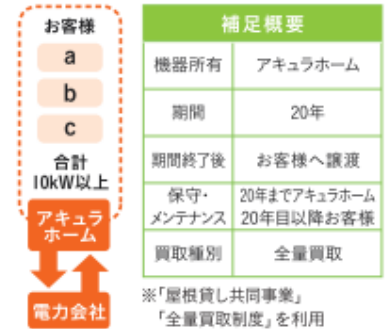 お客様
a
b
c
合計
10kW以上
アキュラ
ホーム
電力会社
補足概要
機器所有 アキュラホーム
期間 20年
期間終了後 お客様へ譲渡
保守・
メンテナンス
20年までアキュラホーム
20年目以降お客様
買取種別 全量買取
※「屋根貸し共同事業」
「全量買取制度」を利用